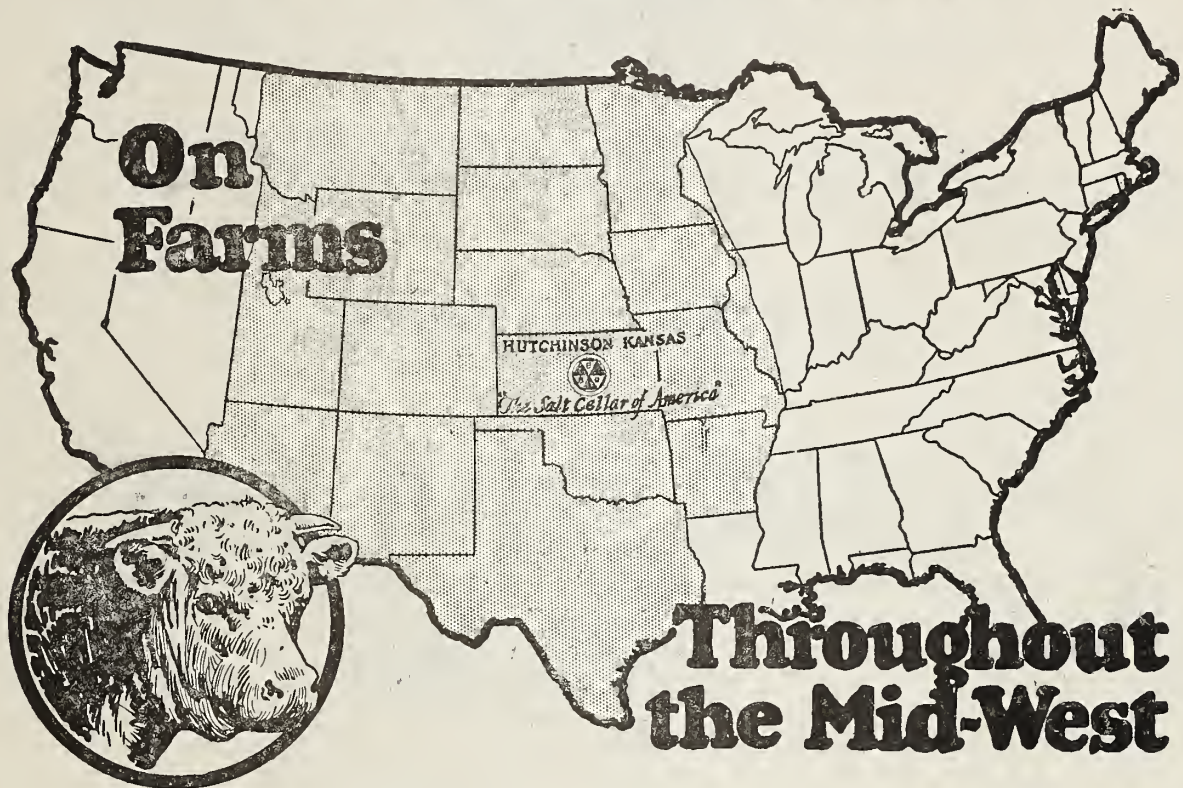 On
Farms
HUTCHINSON KANSAS
"The Salt Cellar of America"
Throughout
the Mid-West